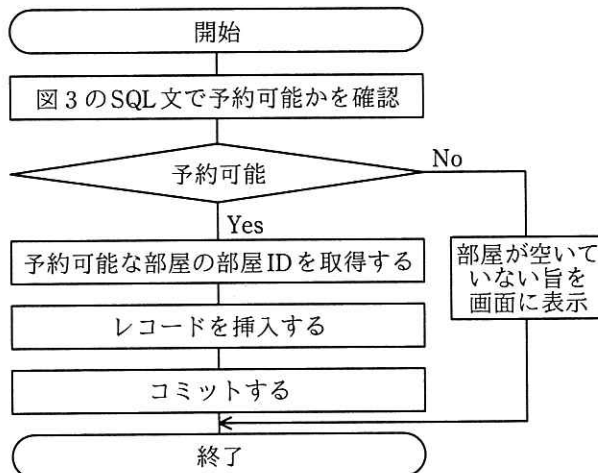 開始
図3のSQL文で予約可能かを確認
予約可能
No
Yes
予約可能な部屋の部屋IDを取得する
部屋が空いて
いない旨を
画面に表示
レコードを挿入する
コミットする
終了